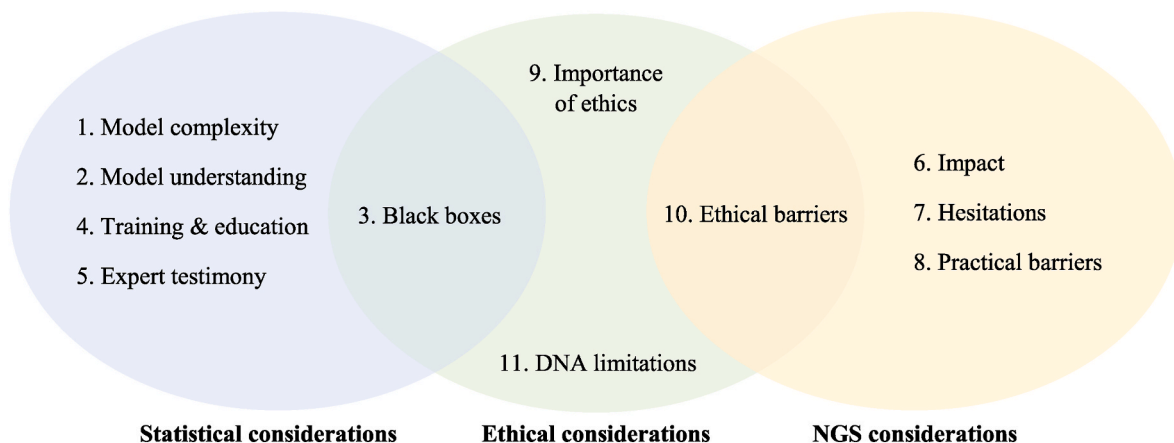 9. Importance
of ethics
1. Model complexity
2. Model understanding
4. Training & education
5. Expert testimony
3. Black boxes
10. Ethical barriers
6. Impact
7. Hesitations
8. Practical barriers
11. DNA limitations
Statistical considerations
Ethical considerations
NGS considerations